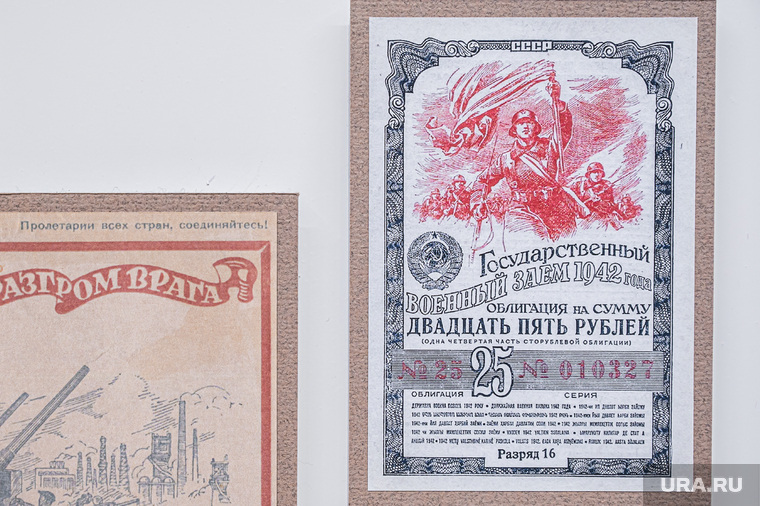 Пролетарии всех стран, соединяйтесь!
РАЗГРОМ ВРАГА
СССР
Государственный
ВОЕННЫЙ ЗАЕМ 1942 года
ОБЛИГАЦИЯ НА СУММУ
ДВАДЦАТЬ ПЯТЬ РУБЛЕЙ
(ОДНА ЧЕТВЕРТАЯ ЧАСТЬ СТОРУБЛЕВОЙ ОБЛИГАЦИИ)
№ 25 25 № 010327
ОБЛИГАЦИЯ СЕРИЯ
Разряд 16
URA.RU